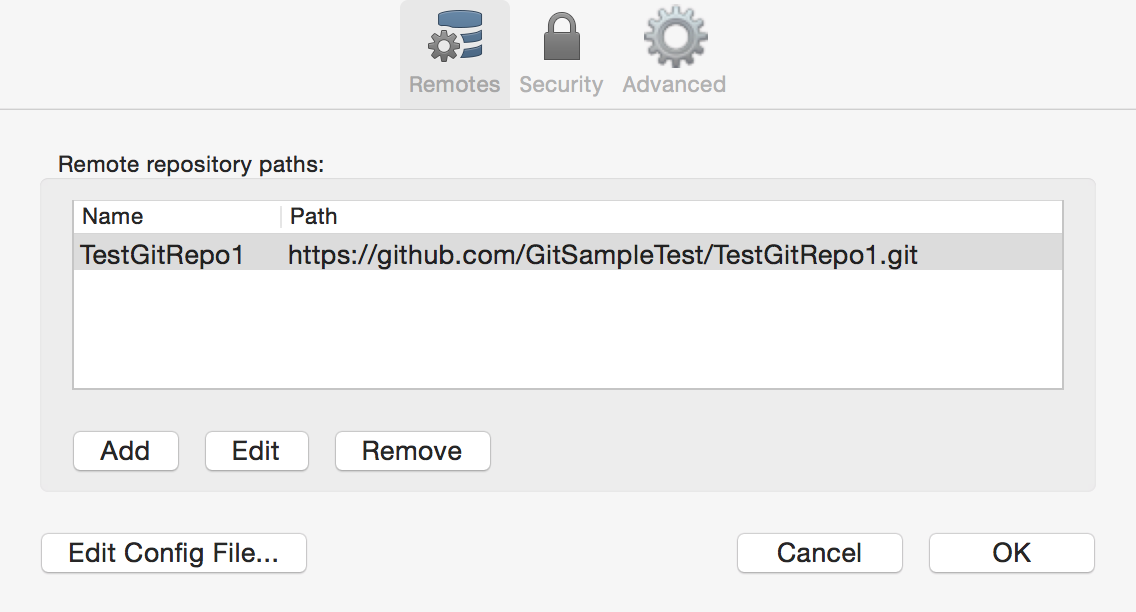 Remotes Security Advanced
Remote repository paths:
Name Path
TestGitRepo1 https://github.com/GitSampleTest/TestGitRepo1.git
Add Edit Remove
Edit Config File... Cancel OK